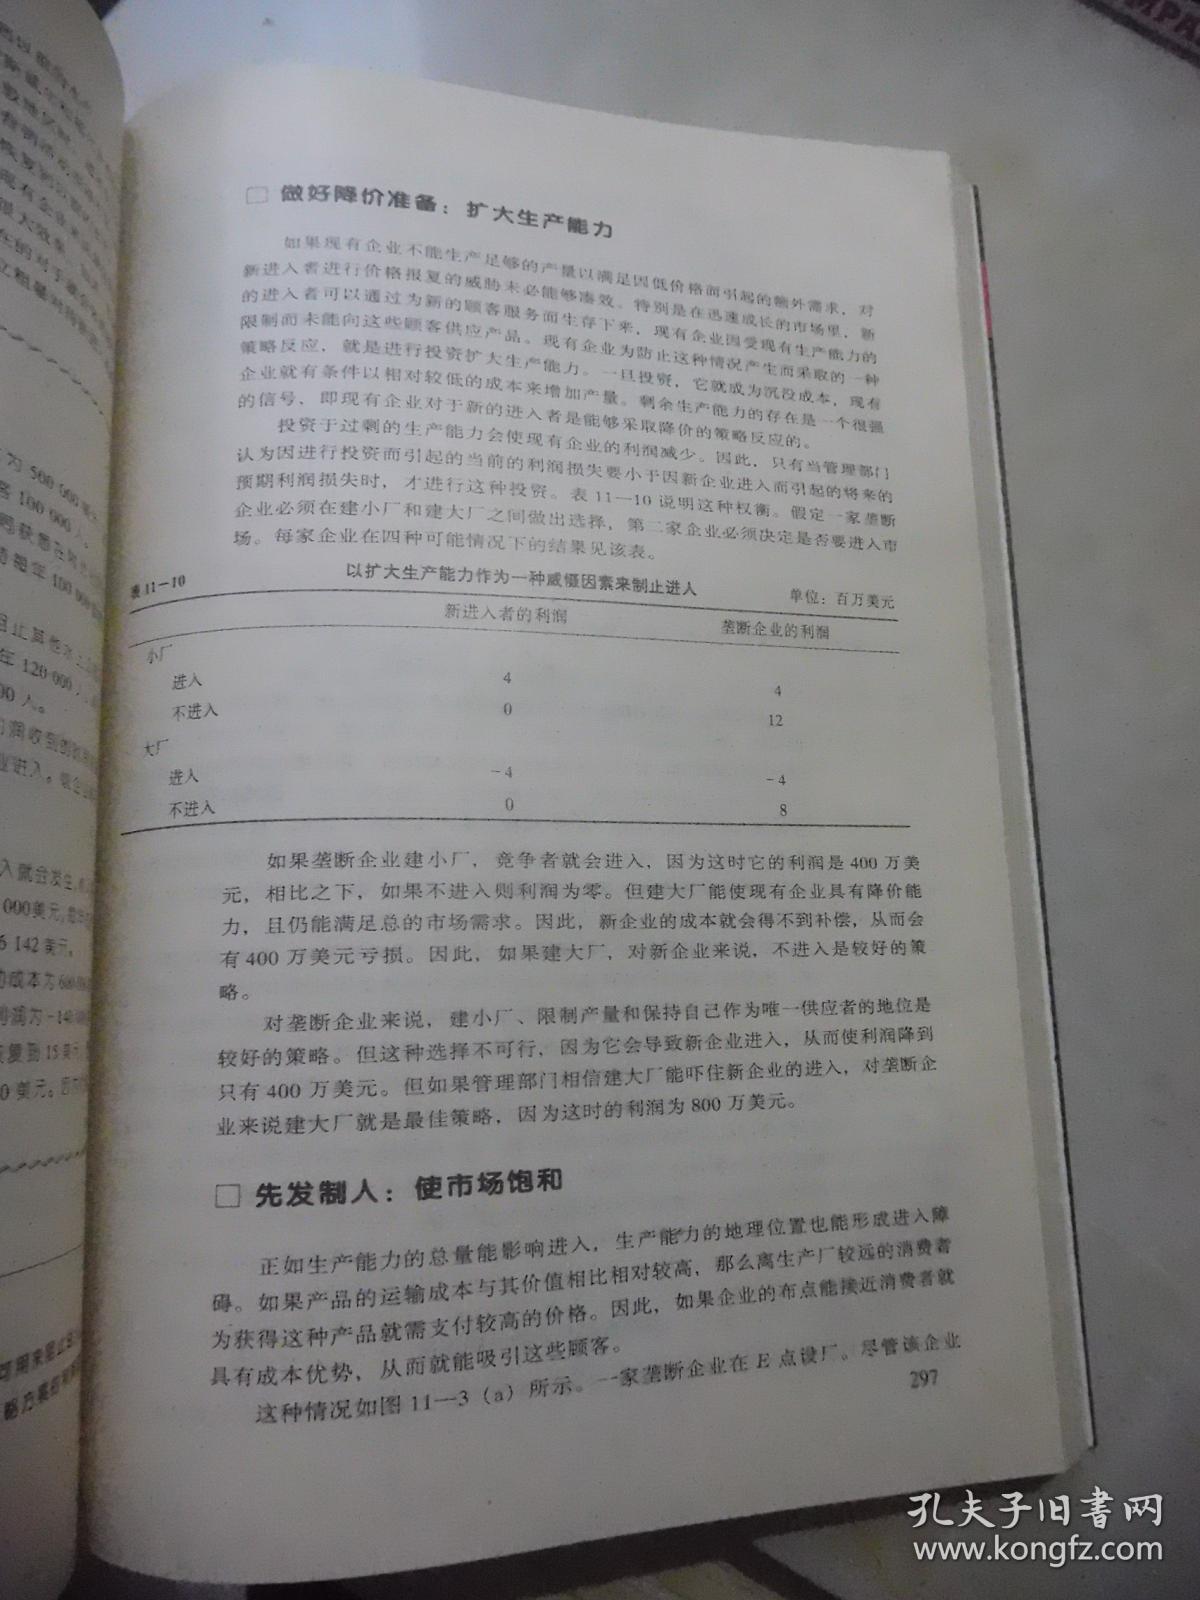 □ 做好降价准备：扩大生产能力
如果现有企业不能生产足够的产量以满足因低价格而引起的额外需求，对
新进入者进行价格报复的威胁未必能够凑效。特别是在迅速成长的市场里，新
的进入者可以通过为新的顾客服务而生存下来，现有企业因受现有生产能力的
限制而未能向这些顾客供应产品。现有企业为防止这种情况产生而采取的一种
策略反应，就是进行投资扩大生产能力。一旦投资，它就成为沉没成本，现有
企业就有条件以相对较低的成本来增加产量。剩余生产能力的存在是一个很强
的信号，即现有企业对于新的进入者是能够采取降价的策略反应的。
投资于过剩的生产能力会使现有企业的利润减少。因此，只有当管理部门
认为因进行投资而引起的当前的利润损失要小于因新企业进入而引起的将来的
预期利润损失时，才进行这种投资。表 11—10 说明这种权衡。假定一家垄断
企业必须在建小厂和建大厂之间做出选择，第二家企业必须决定是否要进入市
场。每家企业在四种可能情况下的结果见该表。
表 11—10 以扩大生产能力作为一种威慑因素来制止进入 单位：百万美元
新进入者的利润 垄断企业的利润
小厂
进入 4 4
不进入 0 12
大厂
进入 －4 －4
不进入 0 8
如果垄断企业建小厂，竞争者就会进入，因为这时它的利润是 400 万美
元，相比之下，如果不进入则利润为零。但建大厂能使现有企业具有降价能
力，且仍能满足总的市场需求。因此，新企业的成本就会得不到补偿，从而会
有 400 万美元亏损。因此，如果建大厂，对新企业来说，不进入是较好的策
略。
对垄断企业来说，建小厂、限制产量和保持自己作为唯一供应者的地位是
较好的策略。但这种选择不可行，因为它会导致新企业进入，从而使利润降到
只有 400 万美元。但如果管理部门相信建大厂能吓住新企业的进入，对垄断企
业来说建大厂就是最佳策略，因为这时的利润为 800 万美元。
□ 先发制人：使市场饱和
正如生产能力的总量能影响进入，生产能力的地理位置也能形成进入障
碍。如果产品的运输成本与其价值相比相对较高，那么离生产厂较远的消费者
为获得这种产品就需支付较高的价格。因此，如果企业的布点能接近消费者就
具有成本优势，从而就能吸引这些顾客。
这种情况如图 11—3（a）所示。一家垄断企业在 E 点设厂。尽管该企业
297
孔夫子旧书网
www.kongfz.com